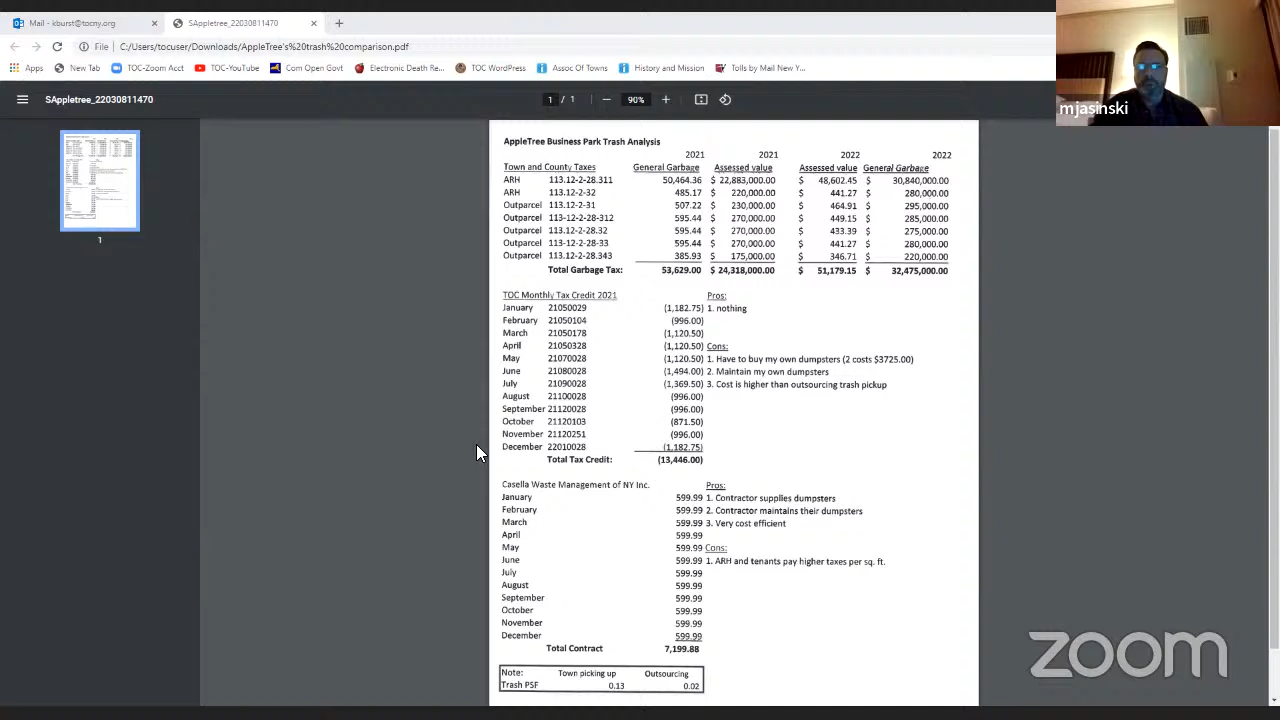 Mail - kburst@tocny.org
SAppletree_22030811470
File C:/Users/tocuser/Downloads/AppleTree's%20trash%20comparison.pdf
Apps New Tab TOC-Zoom Acct TOC-YouTube Com Open Govt Electronic Death Re... TOC WordPress Assoc Of Towns History and Mission Tolls by Mail New Y...
SAppletree_22030811470
1 / 1
90%
mjasinski
1
AppleTree Business Park Trash Analysis
2021 2021 2022 2022
Town and County Taxes General Garbage Assessed value Assessed value General Garbage
ARH 113.12-2-28.311 50,464.36 $ 22,883,000.00 $ 48,602.45 $ 30,840,000.00
ARH 113.12-2-32 485.17 $ 220,000.00 $ 441.27 $ 280,000.00
Outparcel 113.12-2-31 507.22 $ 230,000.00 $ 464.91 $ 295,000.00
Outparcel 113-12-2-28-312 595.44 $ 270,000.00 $ 449.15 $ 285,000.00
Outparcel 113.12-2-28.32 595.44 $ 270,000.00 $ 433.39 $ 275,000.00
Outparcel 113-12-2-28-33 595.44 $ 270,000.00 $ 441.27 $ 280,000.00
Outparcel 113.12-2-28.343 385.93 $ 175,000.00 $ 346.71 $ 220,000.00
Total Garbage Tax: 53,629.00 $ 24,318,000.00 $ 51,179.15 $ 32,475,000.00
TOC Monthly Tax Credit 2021 Pros:
January 21050029 (1,182.75) 1. nothing
February 21050104 (996.00)
March 21050178 (1,120.50)
April 21050328 (1,120.50) Cons:
May 21070028 (1,120.50) 1. Have to buy my own dumpsters (2 costs $3725.00)
June 21080028 (1,494.00) 2. Maintain my own dumpsters
July 21090028 (1,369.50) 3. Cost is higher than outsourcing trash pickup
August 21100028 (996.00)
September 21120028 (996.00)
October 21120103 (871.50)
November 21120251 (996.00)
December 22010028 (1,182.75)
Total Tax Credit: (13,446.00)
Casella Waste Management of NY Inc. Pros:
January 599.99 1. Contractor supplies dumpsters
February 599.99 2. Contractor maintains their dumpsters
March 599.99 3. Very cost efficient
April 599.99
May 599.99 Cons:
June 599.99 1. ARH and tenants pay higher taxes per sq. ft.
July 599.99
August 599.99
September 599.99
October 599.99
November 599.99
December 599.99
Total Contract 7,199.88
Note: Town picking up Outsourcing
Trash PSF 0.13 0.02
zoom